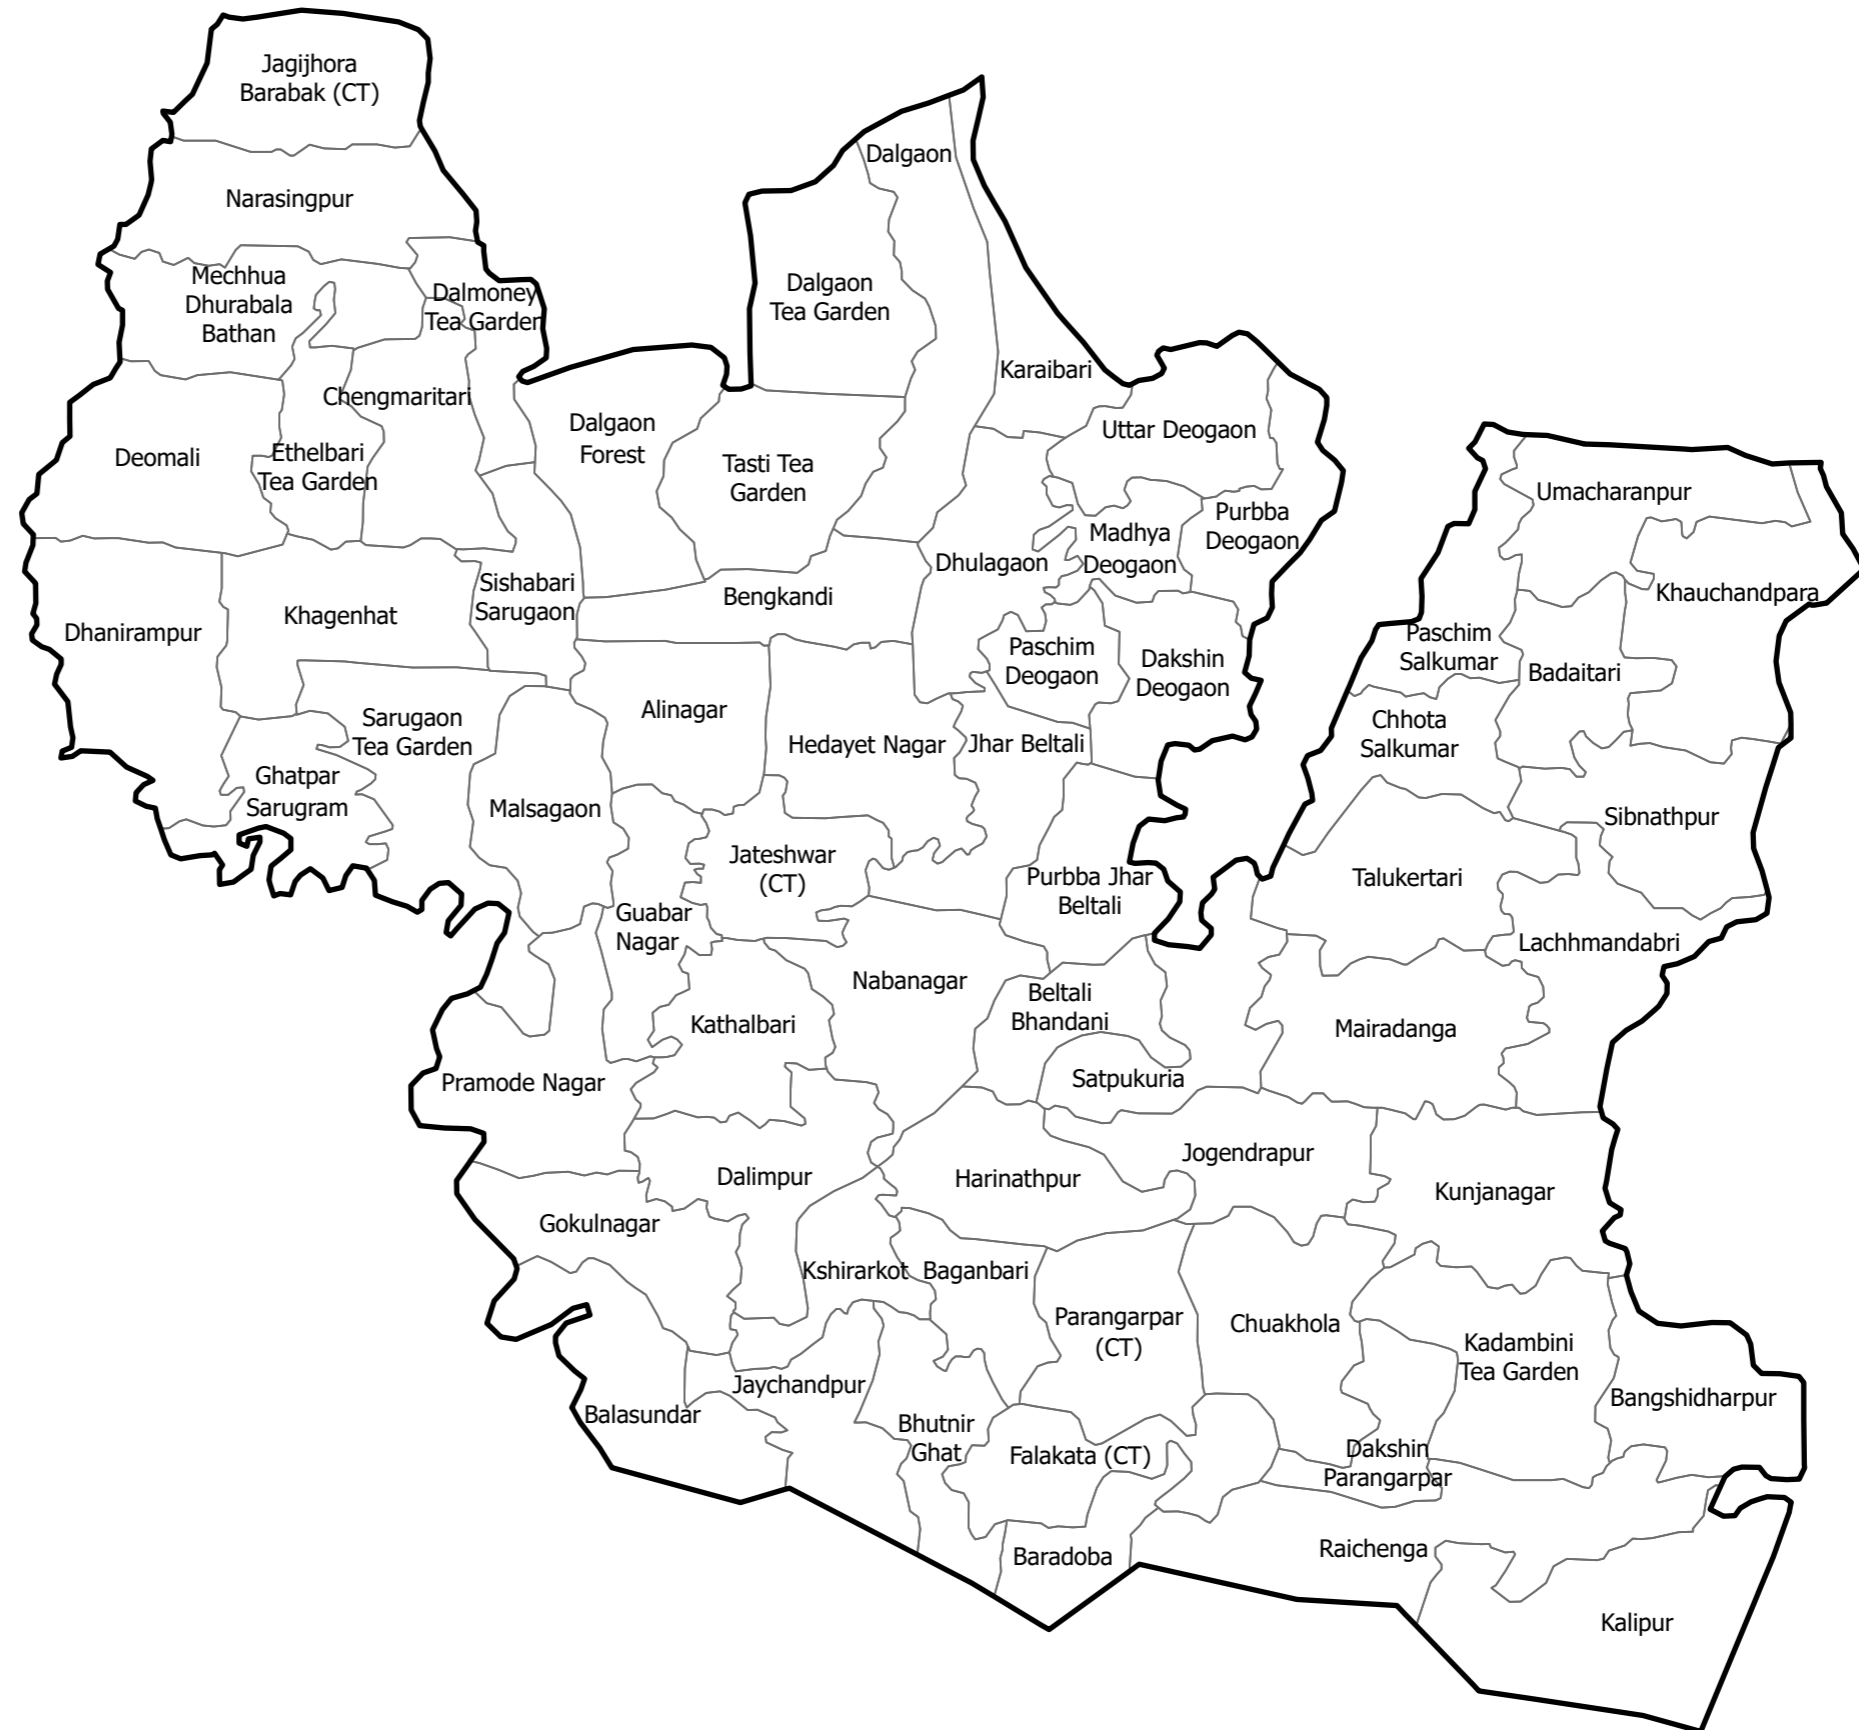 Jagijhora
Barabak (CT)
Dalgaon
Narasingpur
Mechhua
Dhurabala
Bathan
Dalmoney
Tea Garden
Dalgaon
Tea Garden
Karaibari
Chengmaritari
Dalgaon
Forest
Uttar Deogaon
Deomali
Ethelbari
Tea Garden
Tasti Tea
Garden
Umacharanpur
Purbba
Deogaon
Madhya
Deogaon
Dhulagaon
Sishabari
Sarugaon
Bengkandi
Khauchandpara
Khagenhat
Dhanirampur
Paschim
Salkumar
Paschim
Deogaon
Dakshin
Deogaon
Badaitari
Alinagar
Sarugaon
Tea Garden
Hedayet Nagar
Jhar Beltali
Chhota
Salkumar
Ghatpar
Sarugram
Malsagaon
Sibnathpur
Jateshwar
(CT)
Purbba Jhar
Beltali
Talukertari
Guabar
Nagar
Lachhmandabri
Nabanagar
Beltali
Bhandani
Kathalbari
Mairadanga
Pramode Nagar
Satpukuria
Jogendrapur
Dalimpur
Harinathpur
Kunjanagar
Gokulnagar
Kshirarkot
Baganbari
Parangarpar
(CT)
Chuakhola
Kadambini
Tea Garden
Jaychandpur
Bangshidharpur
Balasundar
Bhutnir
Ghat
Falakata (CT)
Dakshin
Parangarpar
Baradoba
Raichenga
Kalipur